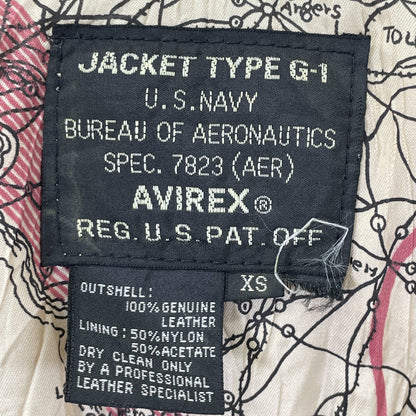 Angers
TOU
JACKET TYPE G-1
U.S. NAVY
BUREAU OF AERONAUTICS
SPEC. 7823 (AER)
AVIREX®
REG. U.S. PAT. OFF
XS
OUTSHELL:
100% GENUINE
LEATHER
LINING: 50% NYLON
50% ACETATE
DRY CLEAN ONLY
BY A PROFESSIONAL
LEATHER SPECIALIST